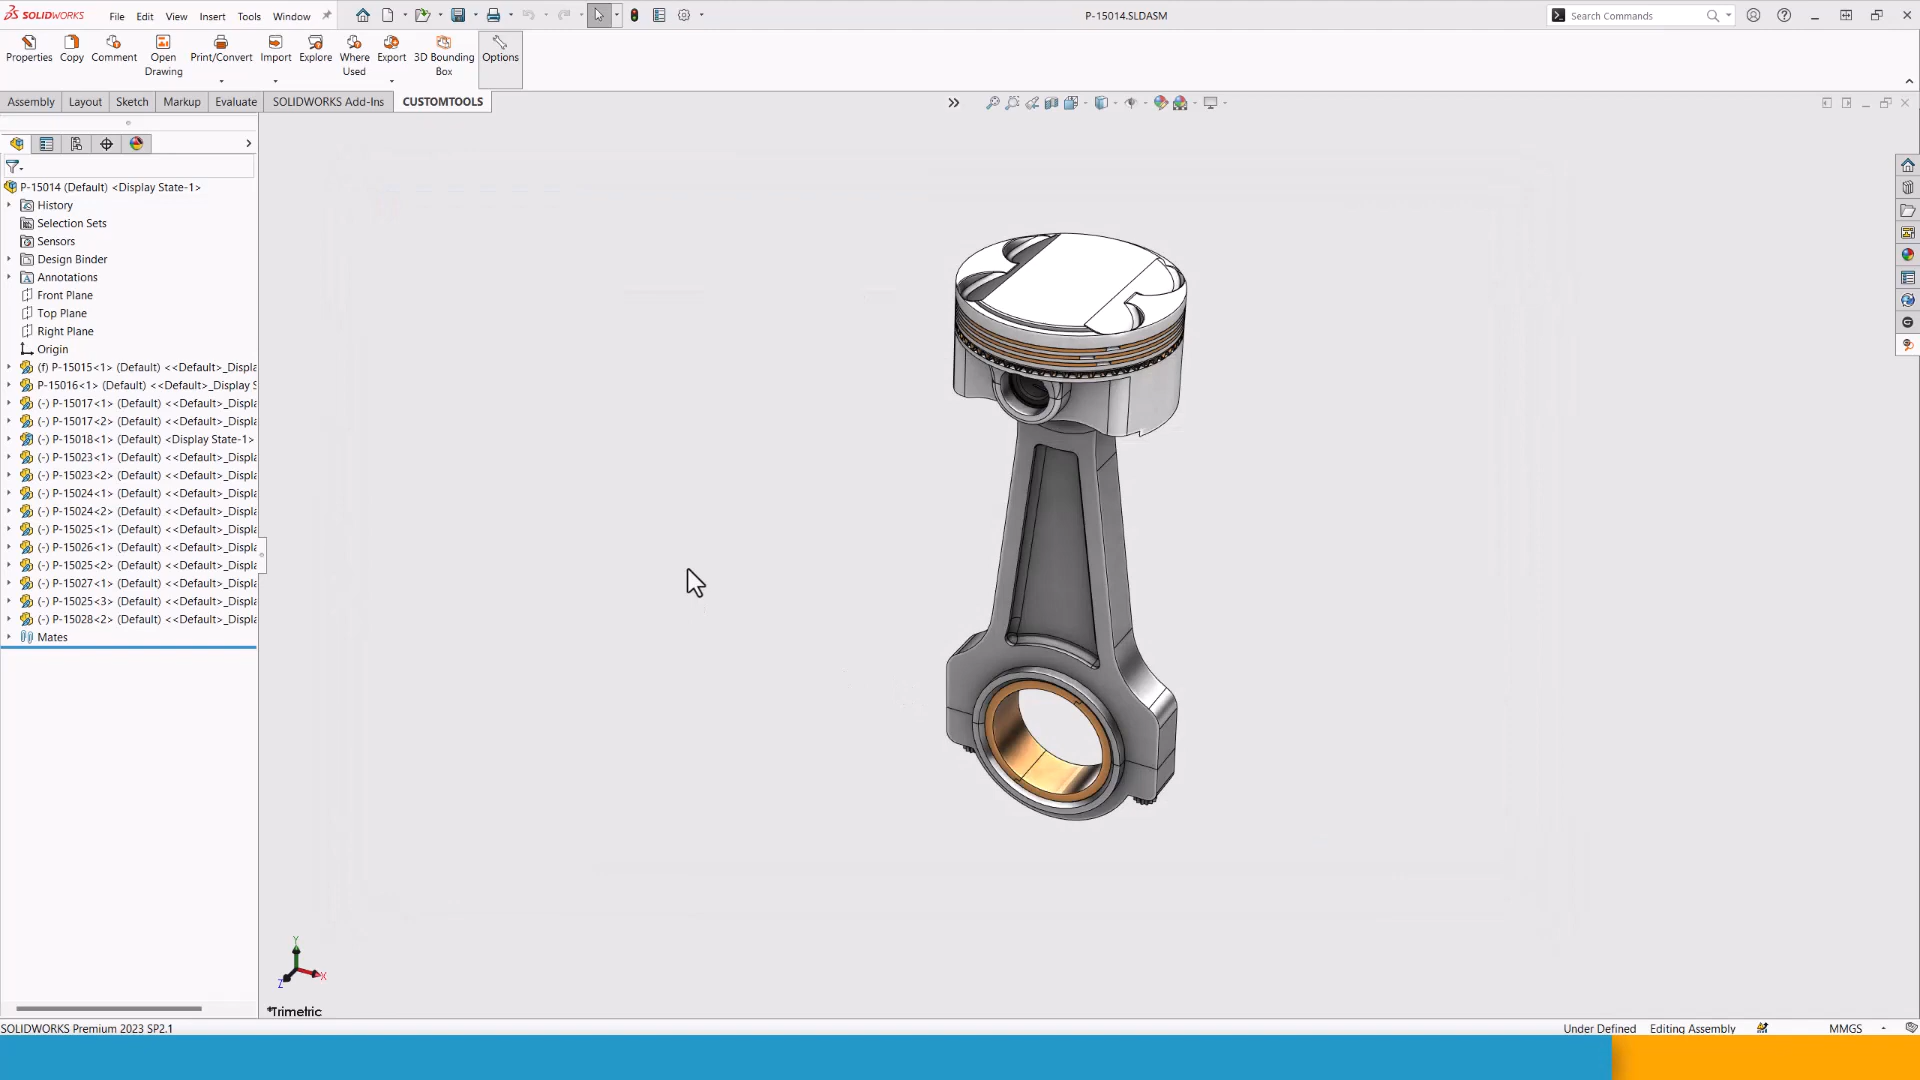 SOLIDWORKS File Edit View Insert Tools Window P-15014.SLDASM Search Commands
Properties Copy Comment Open Drawing Print/Convert Import Explore Where Used Export 3D Bounding Box Options
Assembly Layout Sketch Markup Evaluate SOLIDWORKS Add-Ins CUSTOMTOOLS
P-15014 (Default) <Display State-1>
History
Selection Sets
Sensors
Design Binder
Annotations
Front Plane
Top Plane
Right Plane
Origin
(f) P-15015<1> (Default) <<Default>_Displa
P-15016<1> (Default) <<Default>_Display S
(-) P-15017<1> (Default) <<Default>_Displa
(-) P-15017<2> (Default) <<Default>_Displa
(-) P-15018<1> (Default) <Display State-1>
(-) P-15023<1> (Default) <<Default>_Displa
(-) P-15023<2> (Default) <<Default>_Displa
(-) P-15024<1> (Default) <<Default>_Displa
(-) P-15024<2> (Default) <<Default>_Displa
(-) P-15025<1> (Default) <<Default>_Displa
(-) P-15026<1> (Default) <<Default>_Displa
(-) P-15025<2> (Default) <<Default>_Displa
(-) P-15027<1> (Default) <<Default>_Displa
(-) P-15025<3> (Default) <<Default>_Displa
(-) P-15028<2> (Default) <<Default>_Displa
Mates
Y
X
Z
*Trimetric
SOLIDWORKS Premium 2023 SP2.1 Under Defined Editing Assembly MMGS